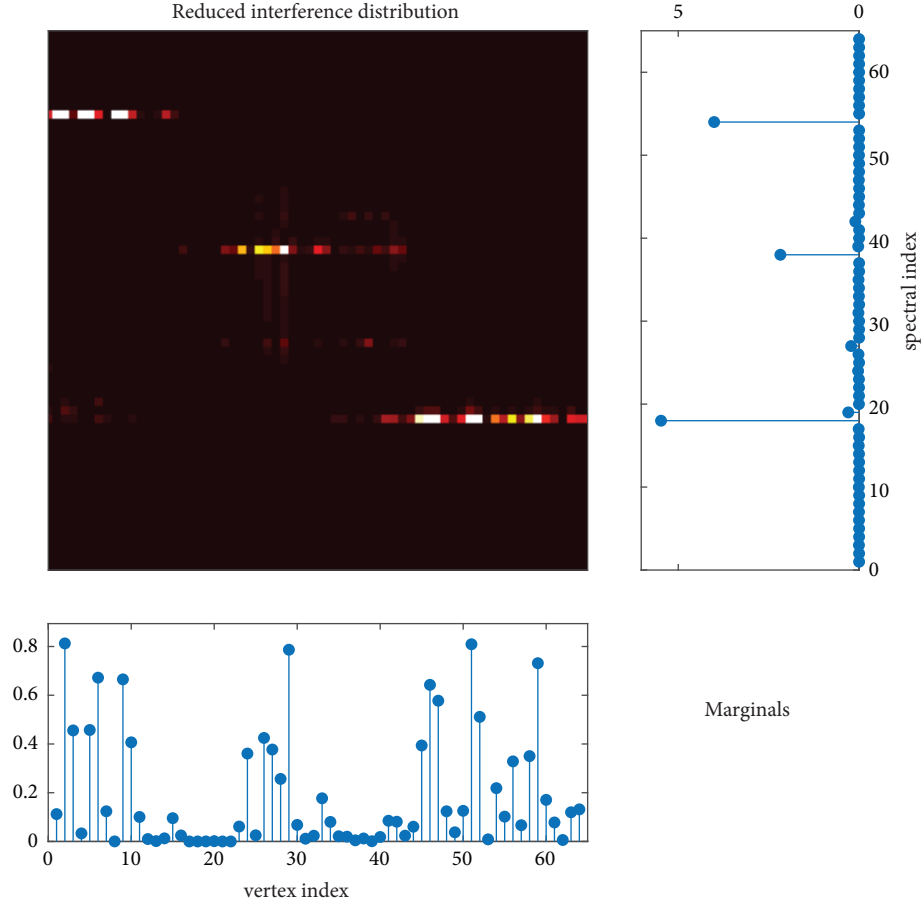 Reduced interference distribution
5 0
60
50
40
30
20
10
0
spectral index
0.8
0.6
0.4
0.2
0
0 10 20 30 40 50 60
vertex index
Marginals